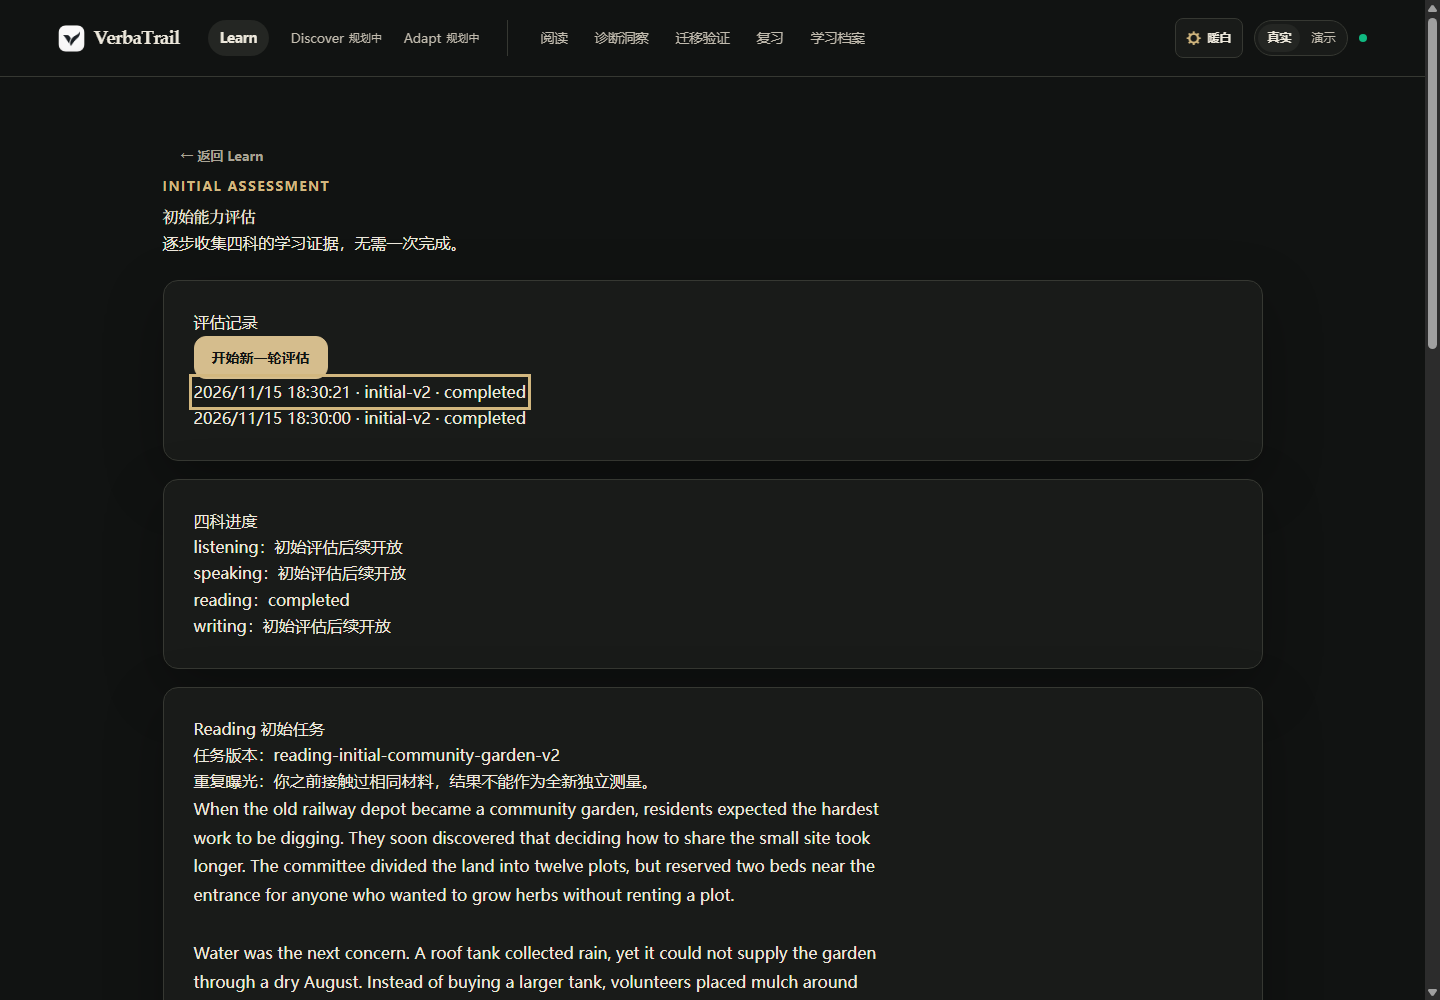 VerbaTrail Learn Discover 规划中 Adapt 规划中 阅读 诊断洞察 迁移验证 复习 学习档案 暖白 真实 演示
← 返回 Learn
INITIAL ASSESSMENT
初始能力评估
逐步收集四科的学习证据，无需一次完成。
评估记录
开始新一轮评估
2026/11/15 18:30:21 · initial-v2 · completed
2026/11/15 18:30:00 · initial-v2 · completed
四科进度
listening：初始评估后续开放
speaking：初始评估后续开放
reading：completed
writing：初始评估后续开放
Reading 初始任务
任务版本：reading-initial-community-garden-v2
重复曝光：你之前接触过相同材料，结果不能作为全新独立测量。
When the old railway depot became a community garden, residents expected the hardest
work to be digging. They soon discovered that deciding how to share the small site took
longer. The committee divided the land into twelve plots, but reserved two beds near the
entrance for anyone who wanted to grow herbs without renting a plot.
Water was the next concern. A roof tank collected rain, yet it could not supply the garden
through a dry August. Instead of buying a larger tank, volunteers placed mulch around